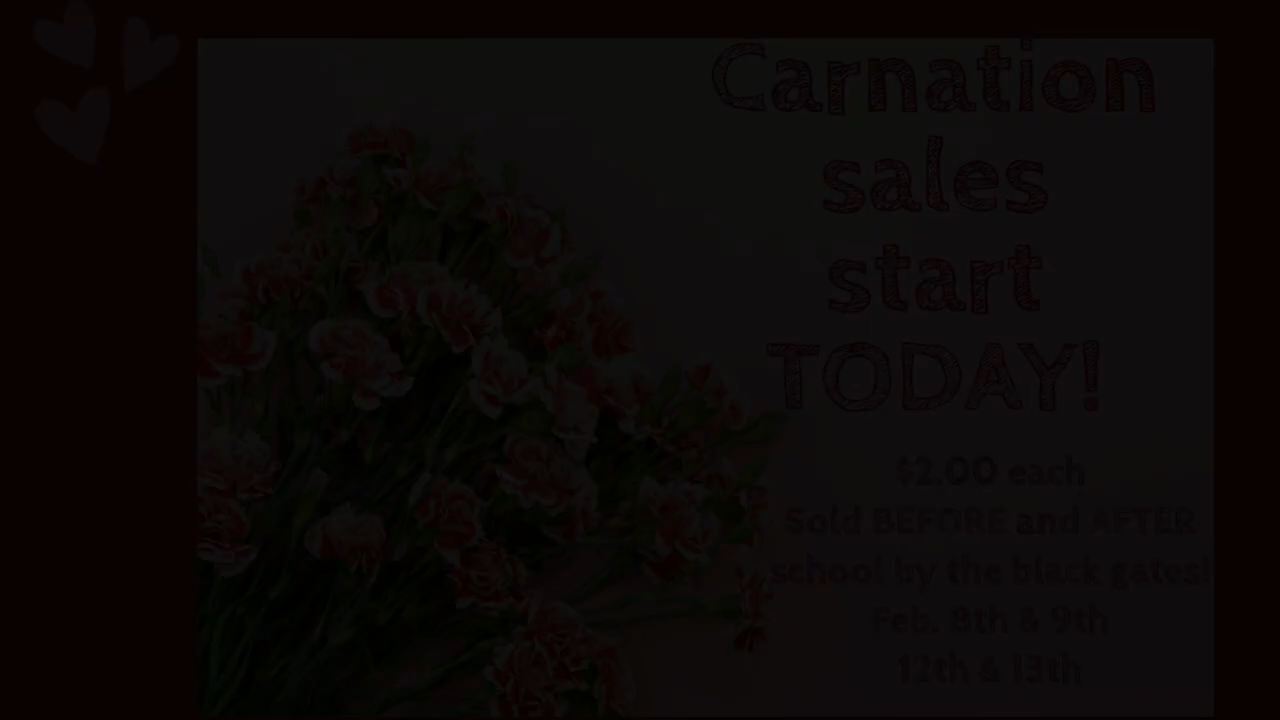 Carnation
sales
start
TODAY!
$2.00 each
Sold BEFORE and AFTER
school by the black gates!
Feb. 8th & 9th
12th & 13th